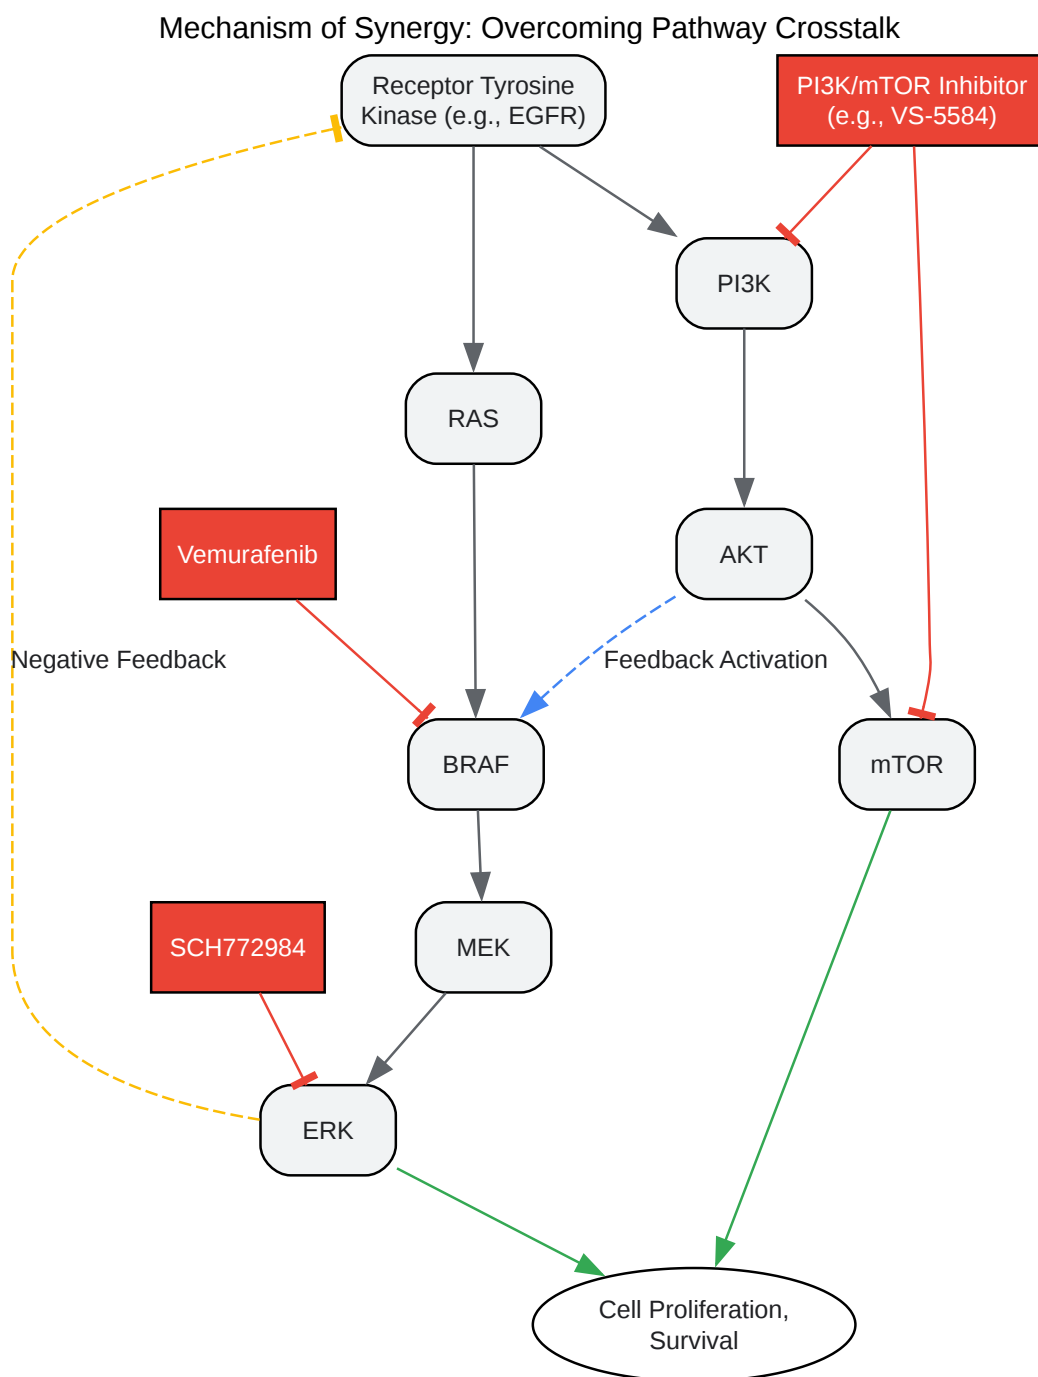 Mechanism of Synergy: Overcoming Pathway Crosstalk
Receptor Tyrosine
Kinase (e.g., EGFR)
PI3K/mTOR Inhibitor
(e.g., VS-5584)
PI3K
RAS
Vemurafenib
AKT
Negative Feedback
Feedback Activation
BRAF
mTOR
SCH772984
MEK
ERK
Cell Proliferation,
Survival